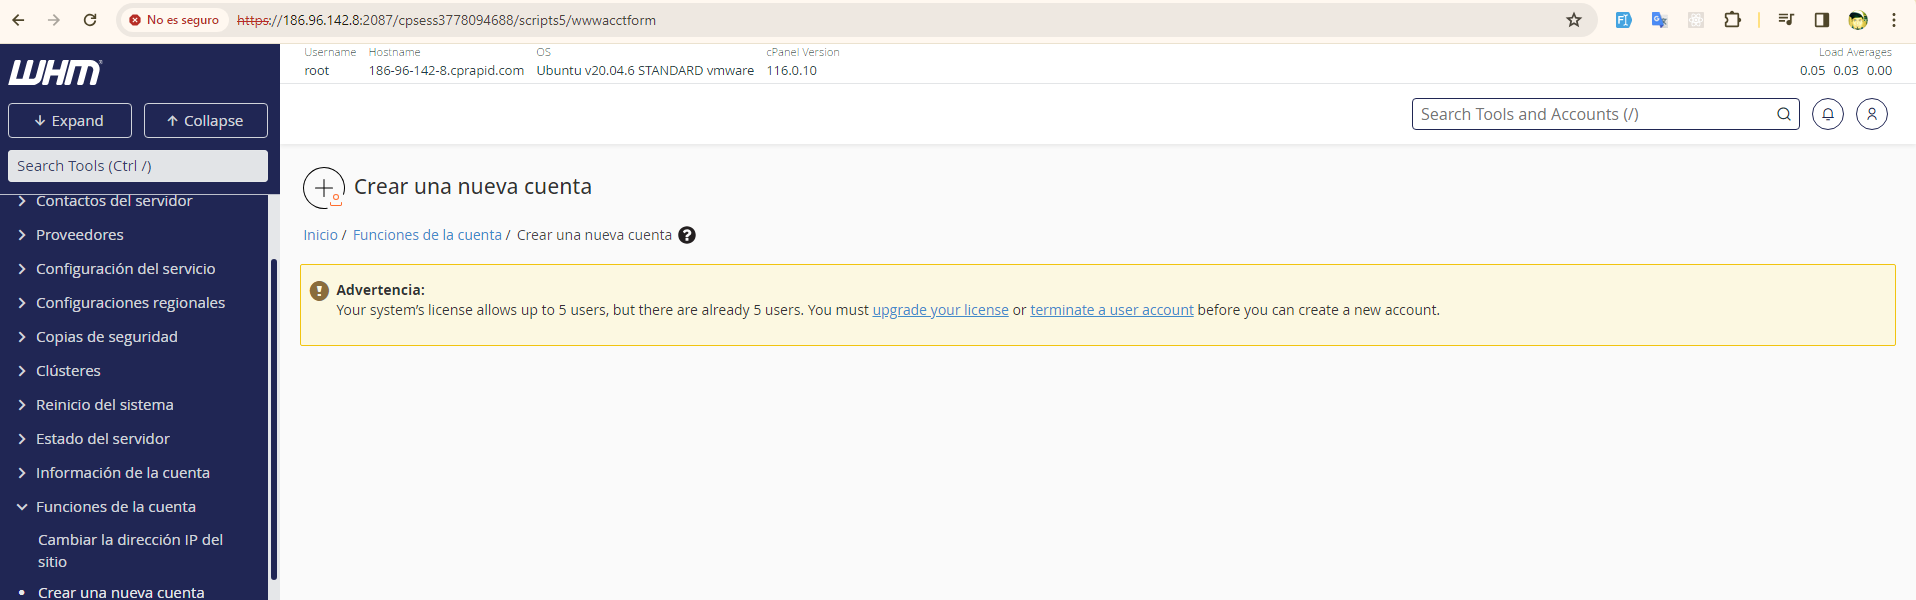 No es seguro https://186.96.142.8:2087/cpsess3778094688/scripts5/wwwacctform
WHM
Expand Collapse
Search Tools (Ctrl /)
Contactos del servidor
Proveedores
Configuración del servicio
Configuraciones regionales
Copias de seguridad
Clústeres
Reinicio del sistema
Estado del servidor
Información de la cuenta
Funciones de la cuenta
Cambiar la dirección IP del
sitio
Crear una nueva cuenta
Username Hostname OS cPanel Version Load Averages
root 186-96-142-8.cprapid.com Ubuntu v20.04.6 STANDARD vmware 116.0.10 0.05 0.03 0.00
Search Tools and Accounts (/)
Crear una nueva cuenta
Inicio / Funciones de la cuenta / Crear una nueva cuenta ?
Advertencia:
Your system’s license allows up to 5 users, but there are already 5 users. You must upgrade your license or terminate a user account before you can create a new account.